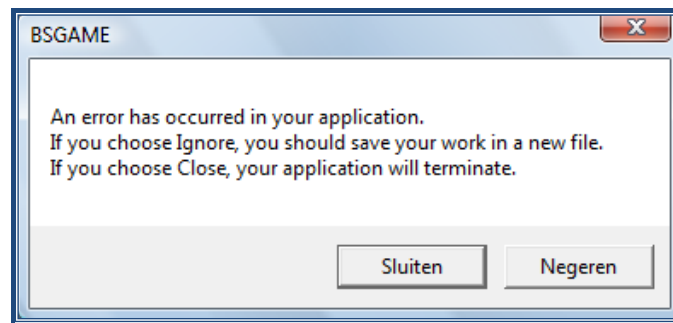 BSGAME
An error has occurred in your application.
If you choose Ignore, you should save your work in a new file.
If you choose Close, your application will terminate.
Sluiten Negeren